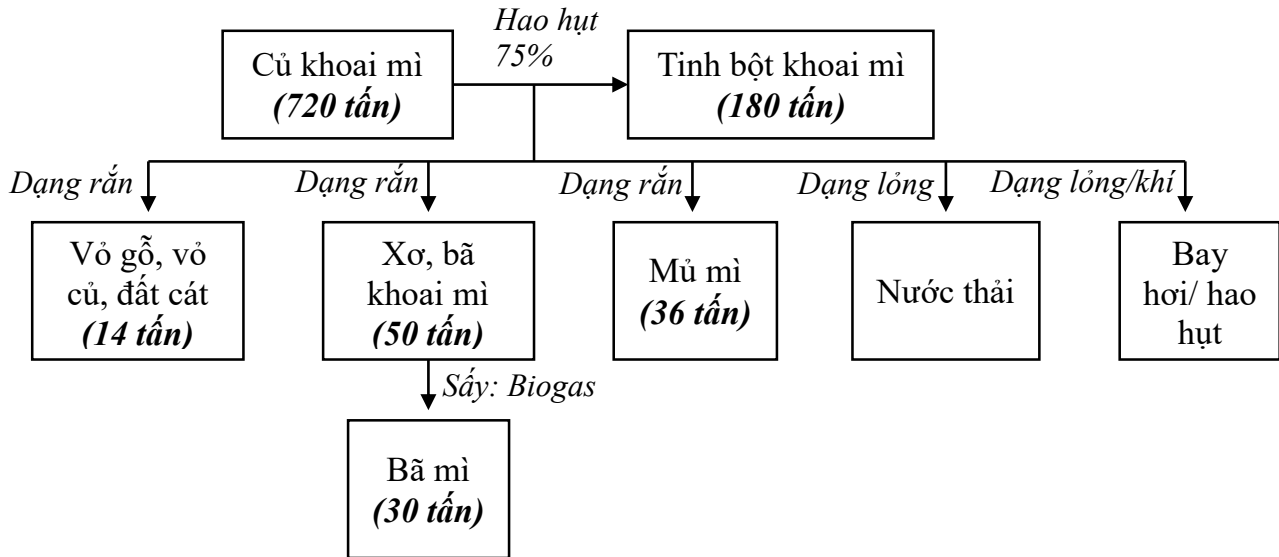 Hao hụt
75%
Củ khoai mì
(720 tấn)
Tinh bột khoai mì
(180 tấn)
Dạng rắn
Dạng rắn
Dạng rắn
Dạng lỏng
Dạng lỏng/khí
Vỏ gỗ, vỏ
củ, đất cát
(14 tấn)
Xơ, bã
khoai mì
(50 tấn)
Mủ mì
(36 tấn)
Nước thải
Bay
hơi/ hao
hụt
Sấy: Biogas
Bã mì
(30 tấn)